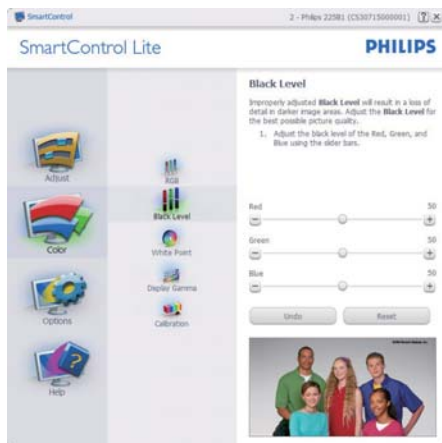 SmartControl
2 - Philips 225B1 (CS30715000001)
SmartControl Lite
PHILIPS
Adjust
Color
Options
Help
RGB
Black Level
White Point
Display Gamma
Calibration
Black Level
Improperly adjusted Black Level will result in a loss of
detail in darker image areas. Adjust the Black Level for
the best possible picture quality.
1. Adjust the black level of the Red, Green, and
Blue using the slider bars.
Red 50
Green 50
Blue 50
Undo
Reset